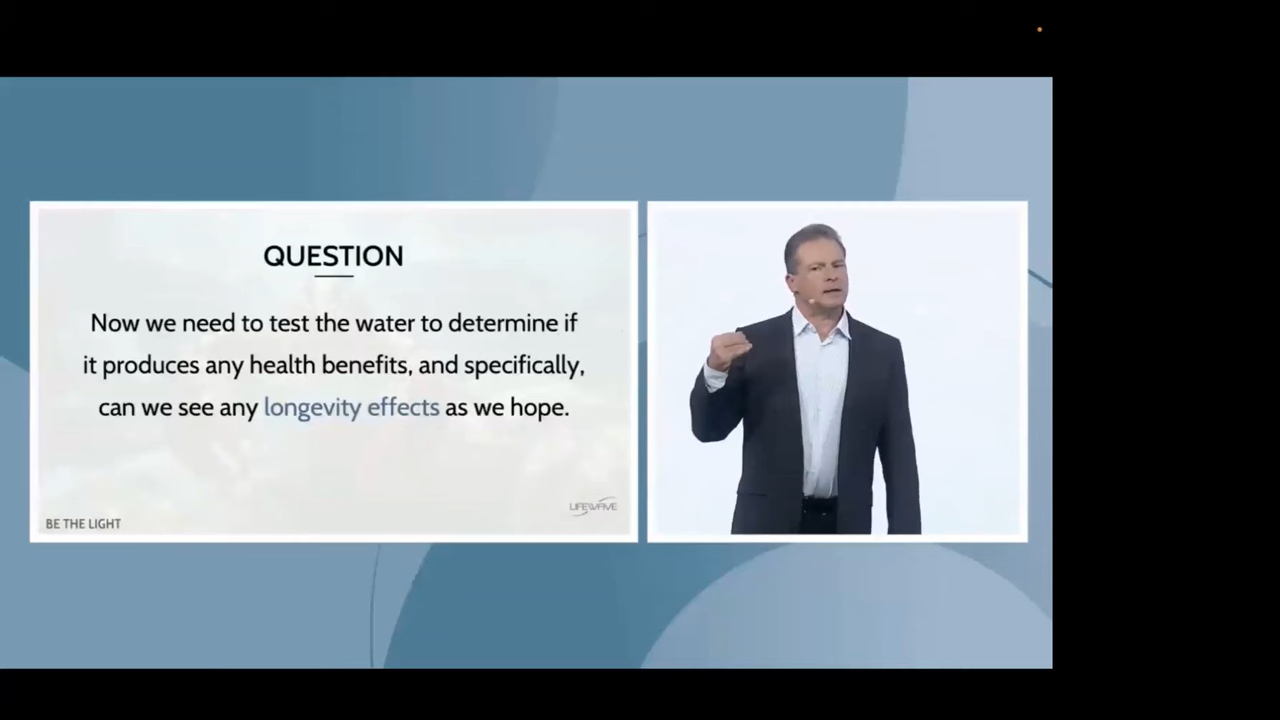 QUESTION
Now we need to test the water to determine if
it produces any health benefits, and specifically,
can we see any longevity effects as we hope.
LIFEWAVE
BE THE LIGHT